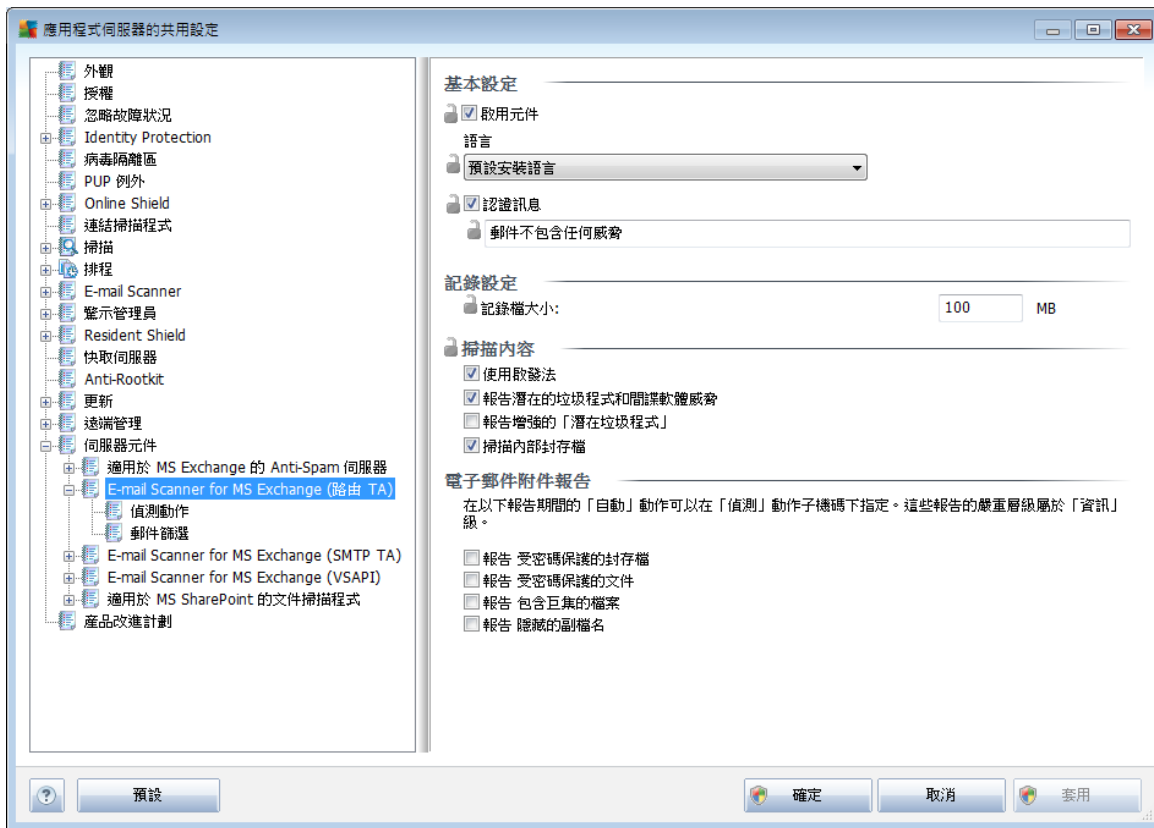 應用程式伺服器的共用設定
外觀
授權
忽略故障狀況
Identity Protection
病毒隔離區
PUP 例外
Online Shield
連結掃描程式
掃描
排程
E-mail Scanner
警示管理員
Resident Shield
快取伺服器
Anti-Rootkit
更新
遠端管理
伺服器元件
適用於 MS Exchange 的 Anti-Spam 伺服器
E-mail Scanner for MS Exchange (路由 TA)
偵測動作
郵件篩選
E-mail Scanner for MS Exchange (SMTP TA)
E-mail Scanner for MS Exchange (VSAPI)
適用於 MS SharePoint 的文件掃描程式
產品改進計劃
基本設定
啟用元件
語言
預設安裝語言
認證訊息
郵件不包含任何威脅
記錄設定
記錄檔大小: 100 MB
掃描內容
使用啟發法
報告潛在的垃圾程式和間諜軟體威脅
報告增強的「潛在垃圾程式」
掃描內部封存檔
電子郵件附件報告
在以下報告期間的「自動」動作可以在「偵測」動作子機碼下指定。這些報告的嚴重層級屬於「資訊」
級。
報告 受密碼保護的封存檔
報告 受密碼保護的文件
報告 包含巨集的檔案
報告 隱藏的副檔名
? 預設 確定 取消 套用